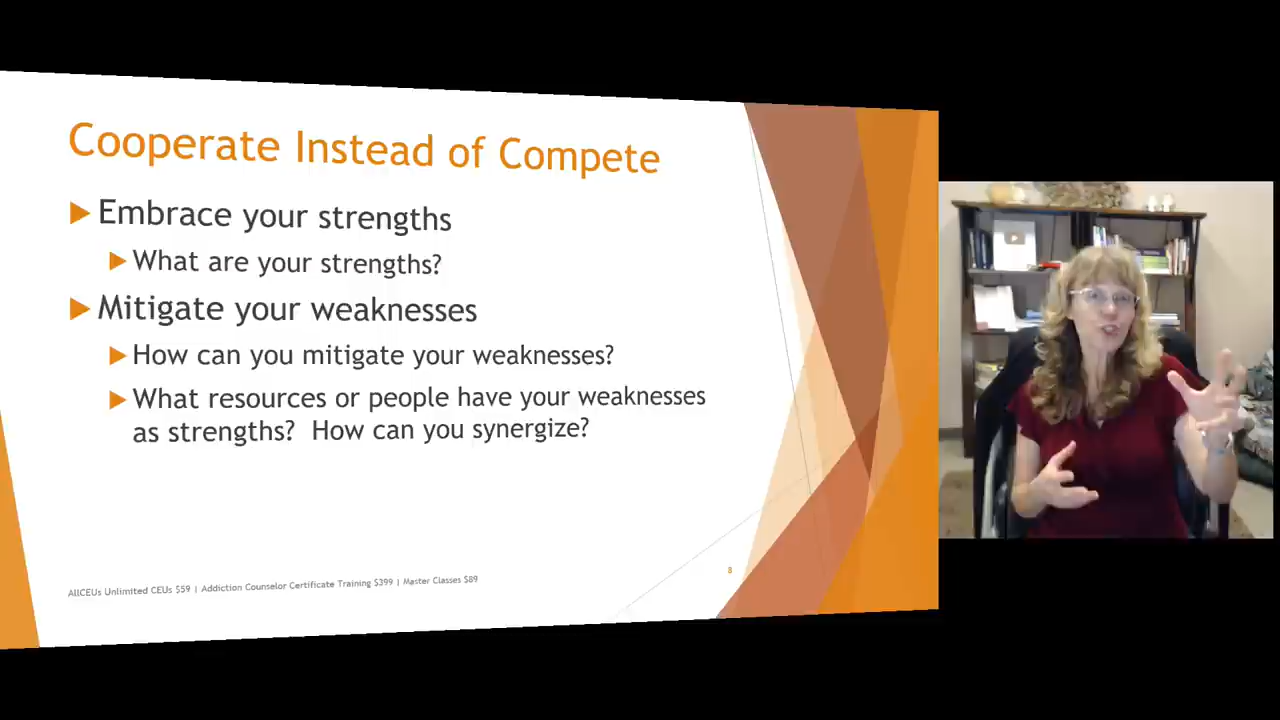 Cooperate Instead of Compete
Embrace your strengths
What are your strengths?
Mitigate your weaknesses
How can you mitigate your weaknesses?
What resources or people have your weaknesses
as strengths? How can you synergize?
AllCEUs Unlimited CEUs $59 | Addiction Counselor Certificate Training $399 | Master Classes $89
8